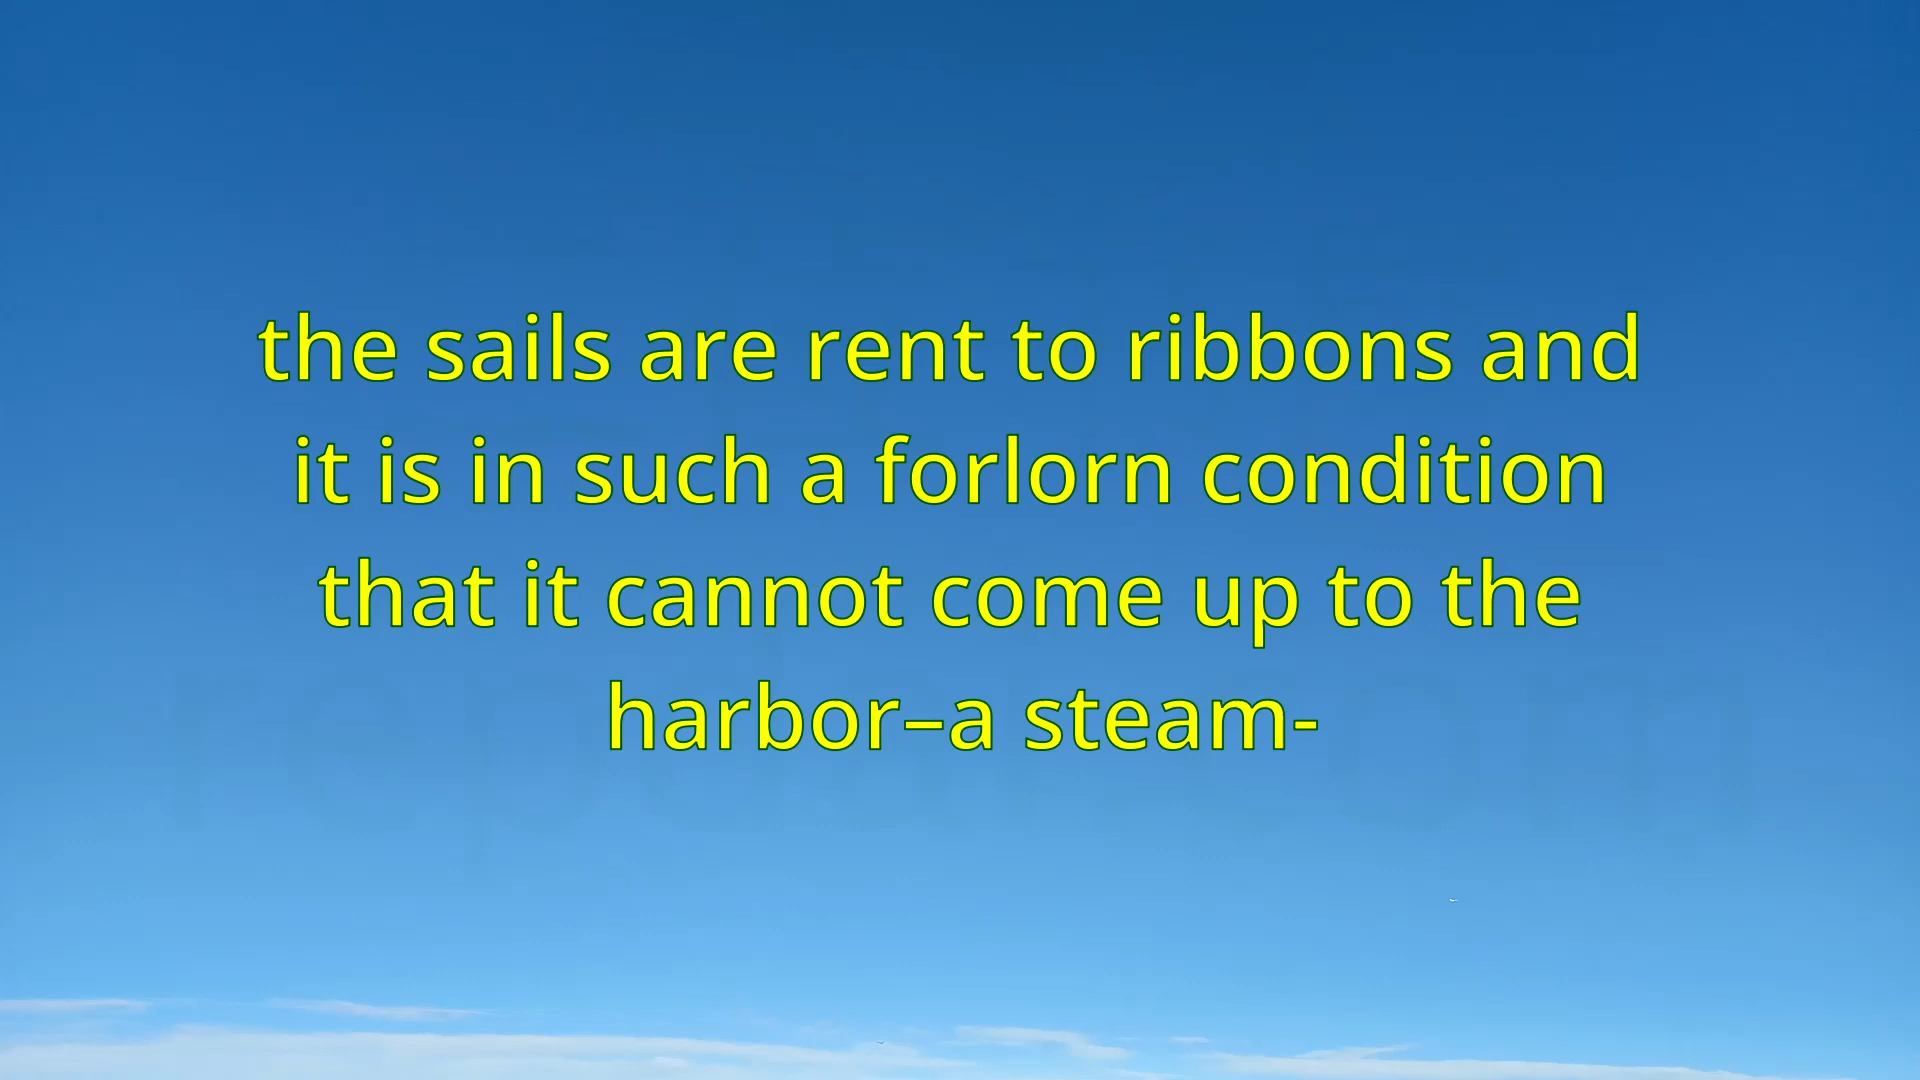 the sails are rent to ribbons and
it is in such a forlorn condition
that it cannot come up to the
harbor–a steam-